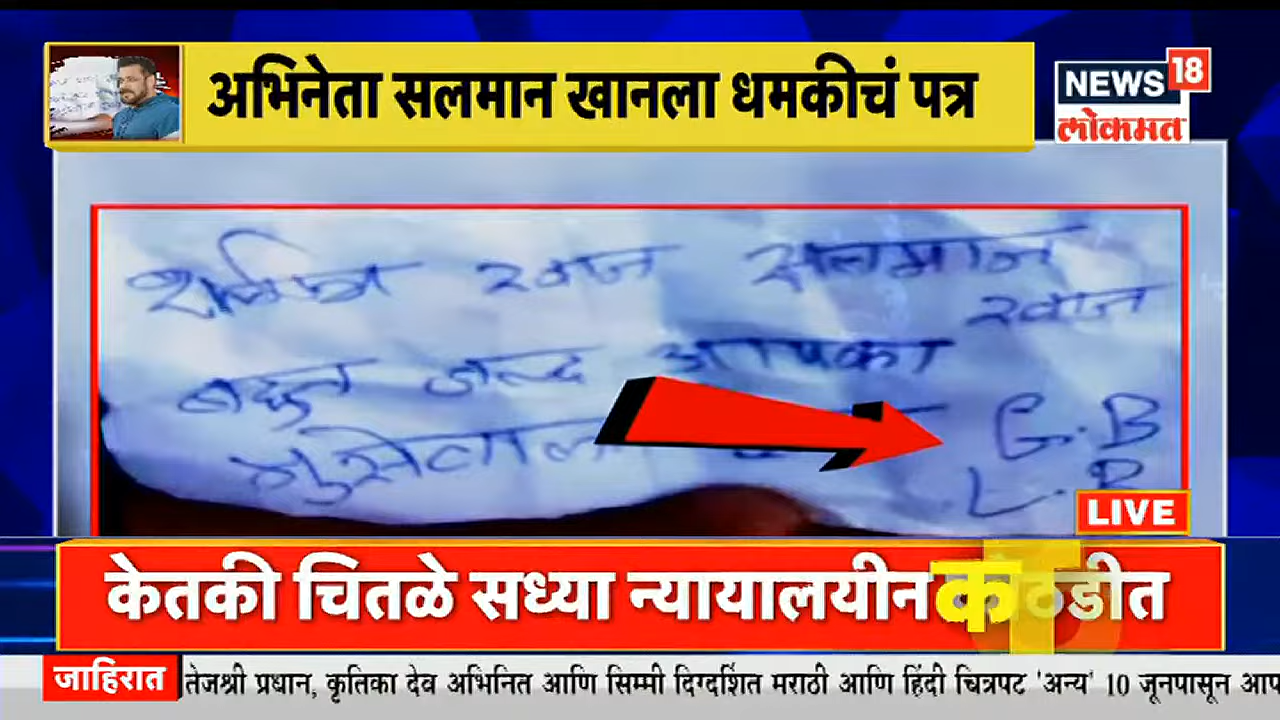 अभिनेता सलमान खानला धमकीचं पत्र
NEWS 18
लोकमत
सलमान
खान
बहुत जल्द आपका
मुसेवाला
G.B
L.B
LIVE
केतकी चितळे सध्या न्यायालयीन कोठडीत
जाहिरात
तेजश्री प्रधान, कृतिका देव अभिनित आणि सिम्मी दिग्दर्शित मराठी आणि हिंदी चित्रपट 'अन्य' 10 जूनपासून आप